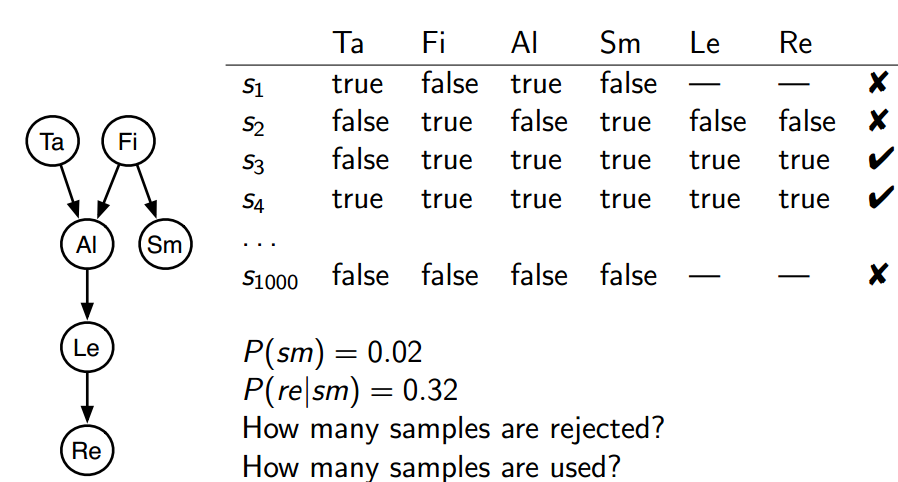 Ta Fi Al Sm Le Re
s1 true false true false — — ✘
s2 false true false true false false ✘
s3 false true true true true true ✔
s4 true true true true true true ✔
...
s1000 false false false false — — ✘
Ta Fi
Al Sm
Le
Re
P(sm) = 0.02
P(re|sm) = 0.32
How many samples are rejected?
How many samples are used?